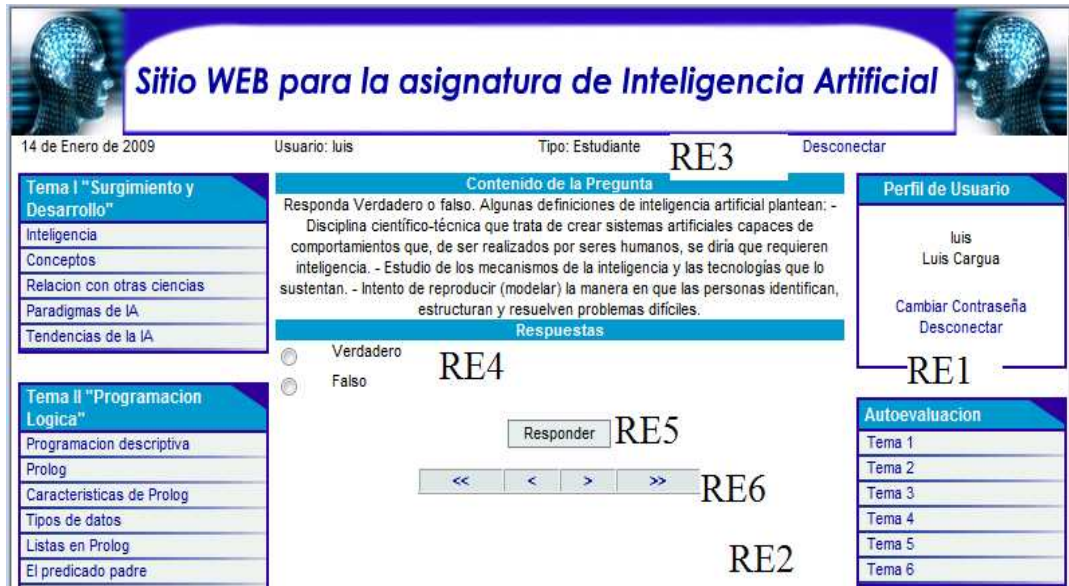 Sitio WEB para la asignatura de Inteligencia Artificial
14 de Enero de 2009
Usuario: luis
Tipo: Estudiante
RE3
Desconectar
Tema I "Surgimiento y
Desarrollo"
Inteligencia
Conceptos
Relacion con otras ciencias
Paradigmas de IA
Tendencias de la IA
Tema II "Programacion
Logica"
Programacion descriptiva
Prolog
Caracteristicas de Prolog
Tipos de datos
Listas en Prolog
El predicado padre
Contenido de la Pregunta
Responda Verdadero o falso. Algunas definiciones de inteligencia artificial plantean: -
Disciplina científico-técnica que trata de crear sistemas artificiales capaces de
comportamientos que, de ser realizados por seres humanos, se diría que requieren
inteligencia. - Estudio de los mecanismos de la inteligencia y las tecnologías que lo
sustentan. - Intento de reproducir (modelar) la manera en que las personas identifican,
estructuran y resuelven problemas difíciles.
Respuestas
Verdadero
Falso
RE4
Responder
RE5
<< < > >>
RE6
RE2
Perfil de Usuario
luis
Luis Cargua
Cambiar Contraseña
Desconectar
RE1
Autoevaluacion
Tema 1
Tema 2
Tema 3
Tema 4
Tema 5
Tema 6